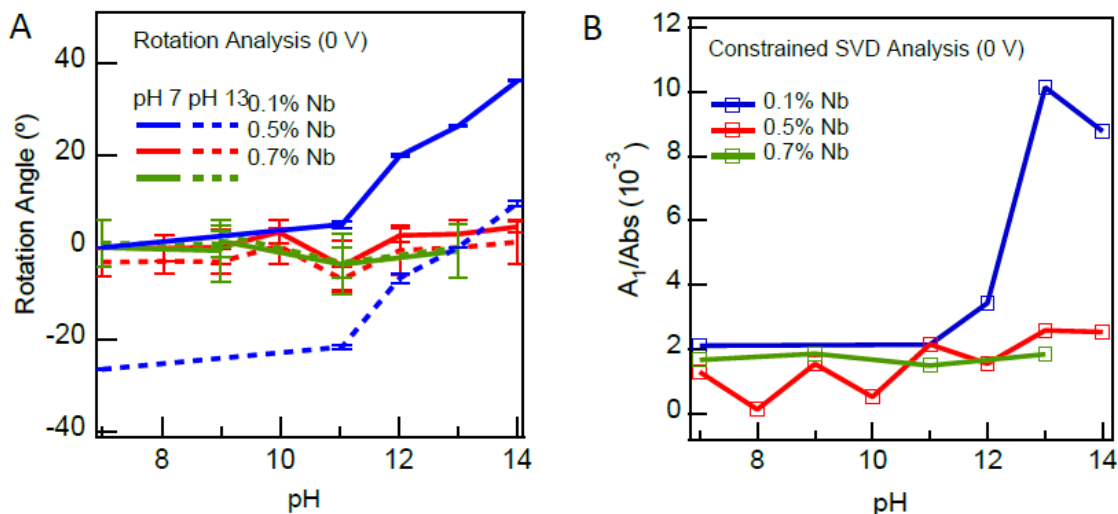 A
Rotation Analysis (0 V)
pH 7 pH 13
0.1% Nb
0.5% Nb
0.7% Nb
Rotation Angle (º)
40
20
0
-20
-40
8
10
12
14
pH
B
Constrained SVD Analysis (0 V)
0.1% Nb
0.5% Nb
0.7% Nb
A1/Abs (10-3)
12
10
8
6
4
2
0
8
10
12
14
pH